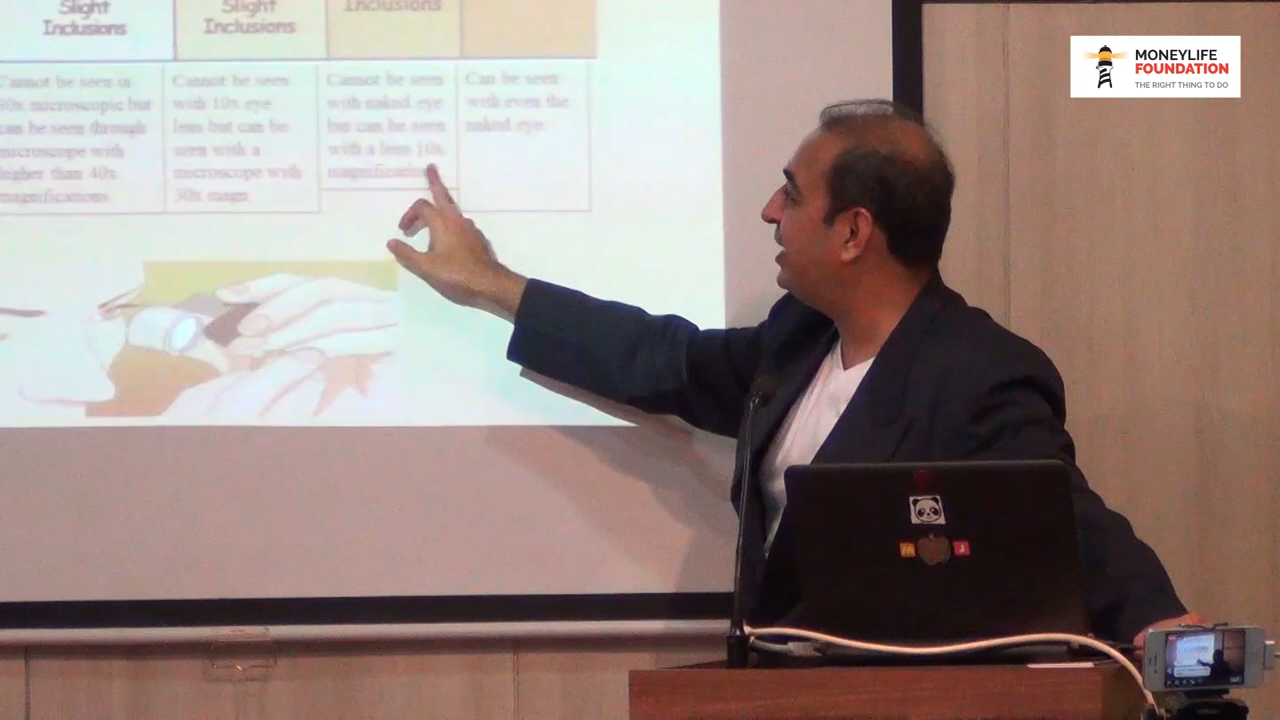 Slight
Inclusions
Slight
Inclusions
Inclusions
Cannot be seen in
30x microscopic but
can be seen through
microscope with
higher than 40x
magnifications
Cannot be seen
with 10x eye
lens but can be
seen with a
microscope with
30x magn
Cannot be seen
with naked eye
but can be seen
with a lens 10x
magnification
Can be seen
with even the
naked eye
MONEYLIFE
FOUNDATION
THE RIGHT THING TO DO
M
J